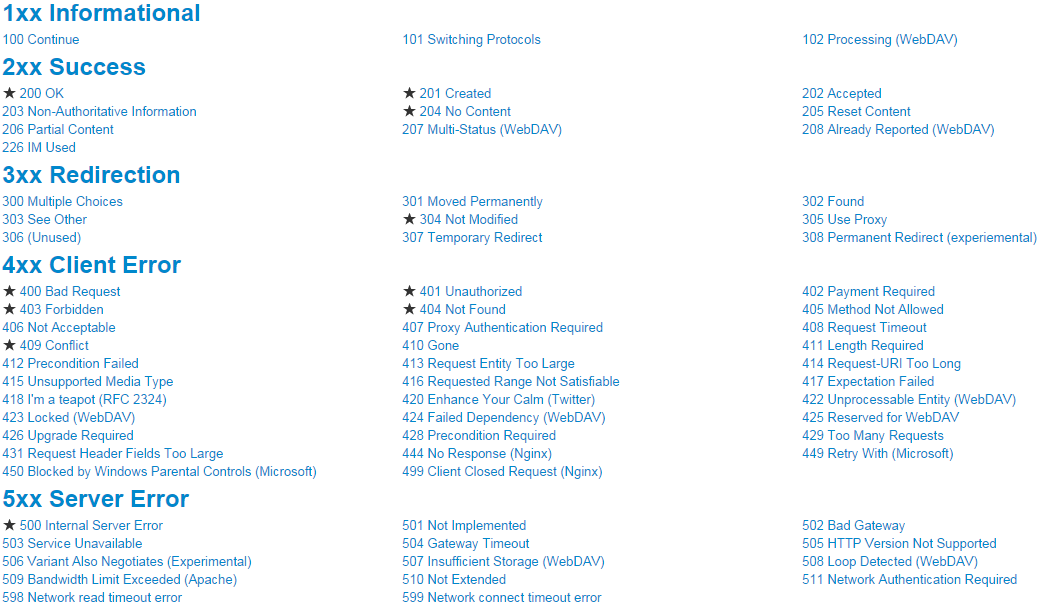 1xx Informational
100 Continue 101 Switching Protocols 102 Processing (WebDAV)
2xx Success
★ 200 OK ★ 201 Created 202 Accepted
203 Non-Authoritative Information ★ 204 No Content 205 Reset Content
206 Partial Content 207 Multi-Status (WebDAV) 208 Already Reported (WebDAV)
226 IM Used
3xx Redirection
300 Multiple Choices 301 Moved Permanently 302 Found
303 See Other ★ 304 Not Modified 305 Use Proxy
306 (Unused) 307 Temporary Redirect 308 Permanent Redirect (experiemental)
4xx Client Error
★ 400 Bad Request ★ 401 Unauthorized 402 Payment Required
★ 403 Forbidden ★ 404 Not Found 405 Method Not Allowed
406 Not Acceptable 407 Proxy Authentication Required 408 Request Timeout
★ 409 Conflict 410 Gone 411 Length Required
412 Precondition Failed 413 Request Entity Too Large 414 Request-URI Too Long
415 Unsupported Media Type 416 Requested Range Not Satisfiable 417 Expectation Failed
418 I'm a teapot (RFC 2324) 420 Enhance Your Calm (Twitter) 422 Unprocessable Entity (WebDAV)
423 Locked (WebDAV) 424 Failed Dependency (WebDAV) 425 Reserved for WebDAV
426 Upgrade Required 428 Precondition Required 429 Too Many Requests
431 Request Header Fields Too Large 444 No Response (Nginx) 449 Retry With (Microsoft)
450 Blocked by Windows Parental Controls (Microsoft) 499 Client Closed Request (Nginx)
5xx Server Error
★ 500 Internal Server Error 501 Not Implemented 502 Bad Gateway
503 Service Unavailable 504 Gateway Timeout 505 HTTP Version Not Supported
506 Variant Also Negotiates (Experimental) 507 Insufficient Storage (WebDAV) 508 Loop Detected (WebDAV)
509 Bandwidth Limit Exceeded (Apache) 510 Not Extended 511 Network Authentication Required
598 Network read timeout error 599 Network connect timeout error